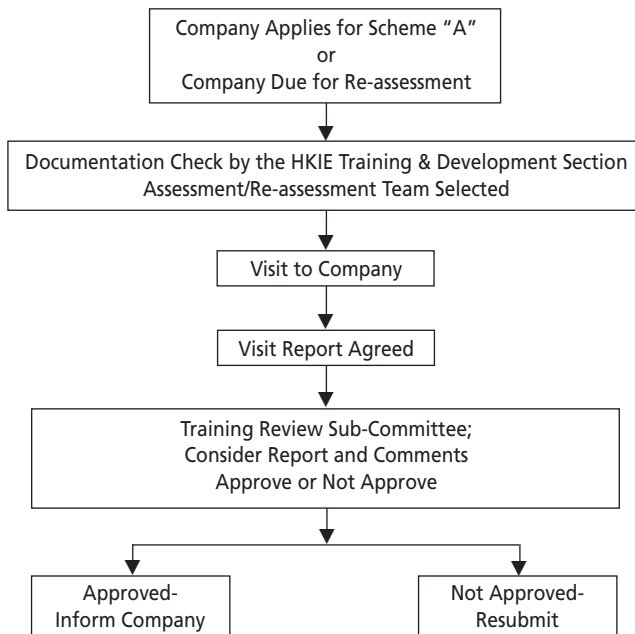 Company Applies for Scheme “A”
or
Company Due for Re-assessment
Documentation Check by the HKIE Training & Development Section
Assessment/Re-assessment Team Selected
Visit to Company
Visit Report Agreed
Training Review Sub-Committee;
Consider Report and Comments
Approve or Not Approve
Approved-
Inform Company
Not Approved-
Resubmit